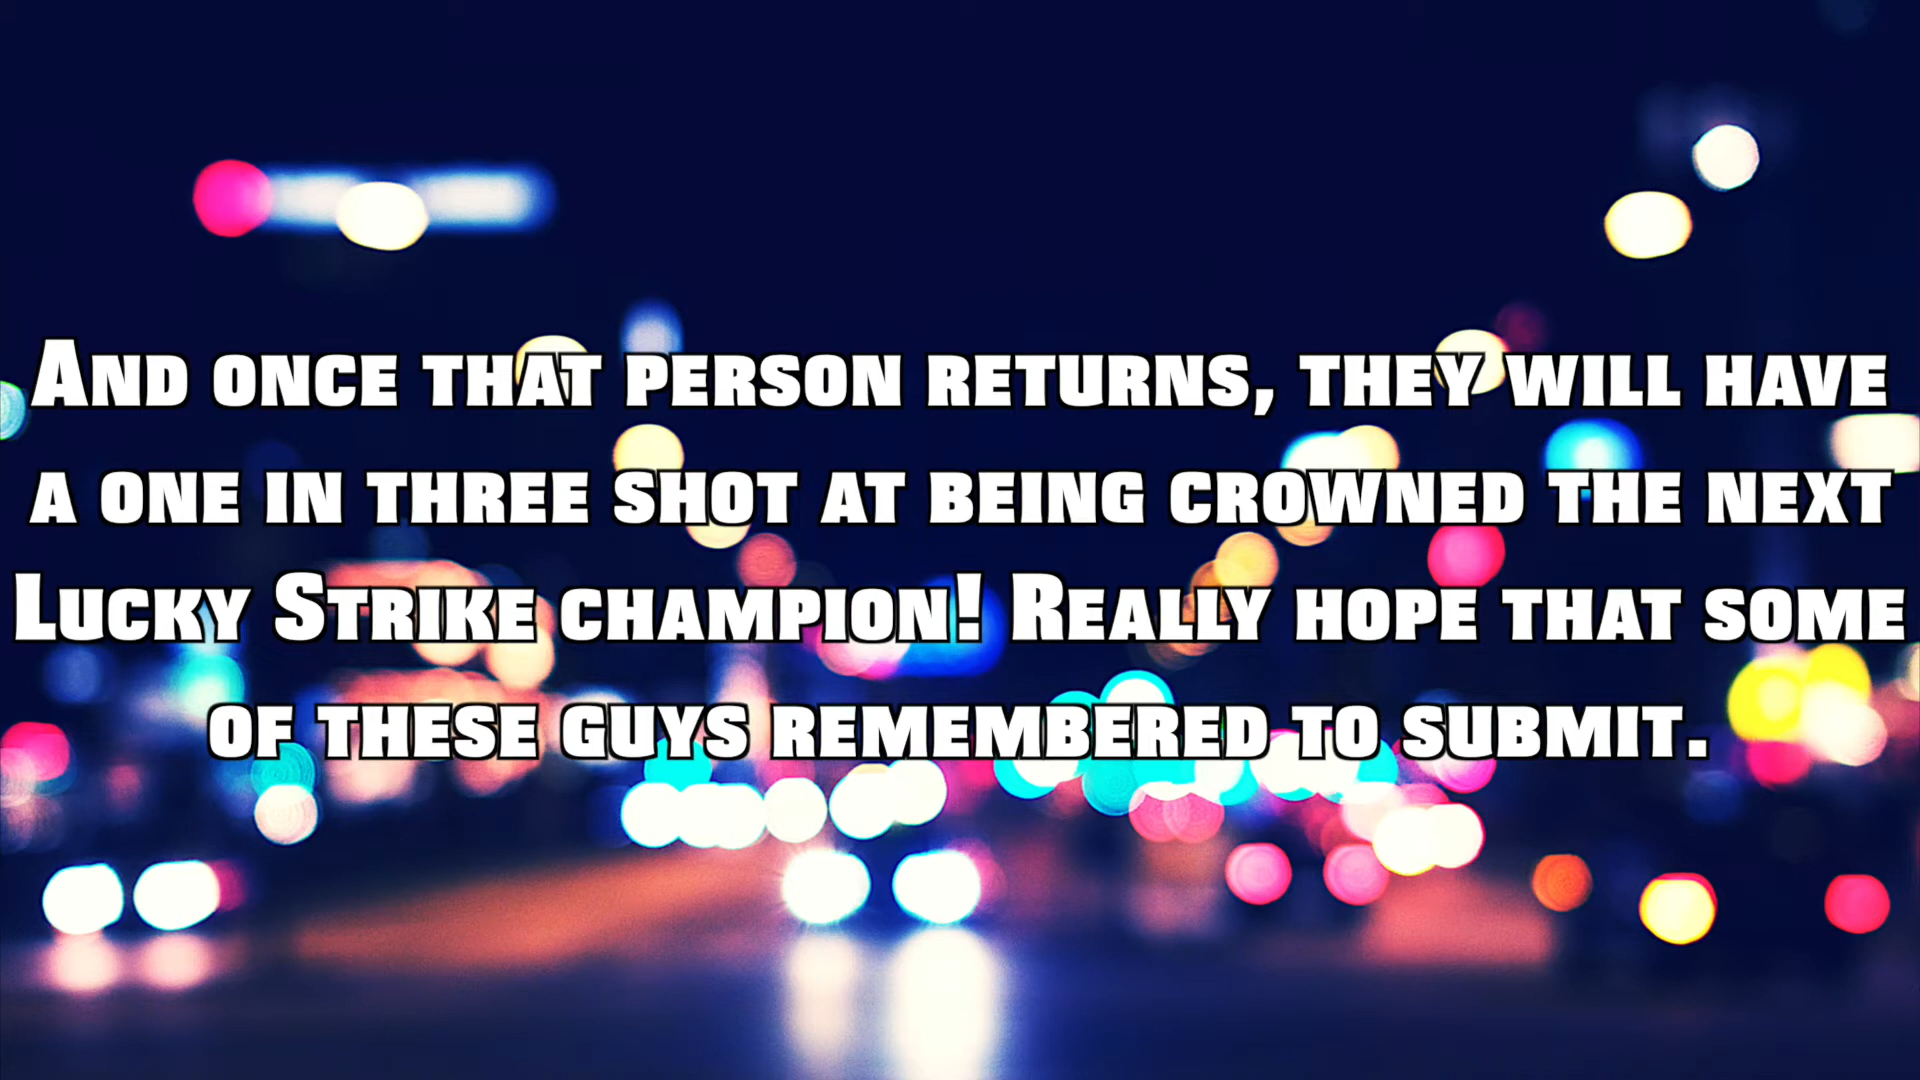 And once that person returns, they will have
a one in three shot at being crowned the next
Lucky Strike champion! Really hope that some
of these guys remembered to submit.